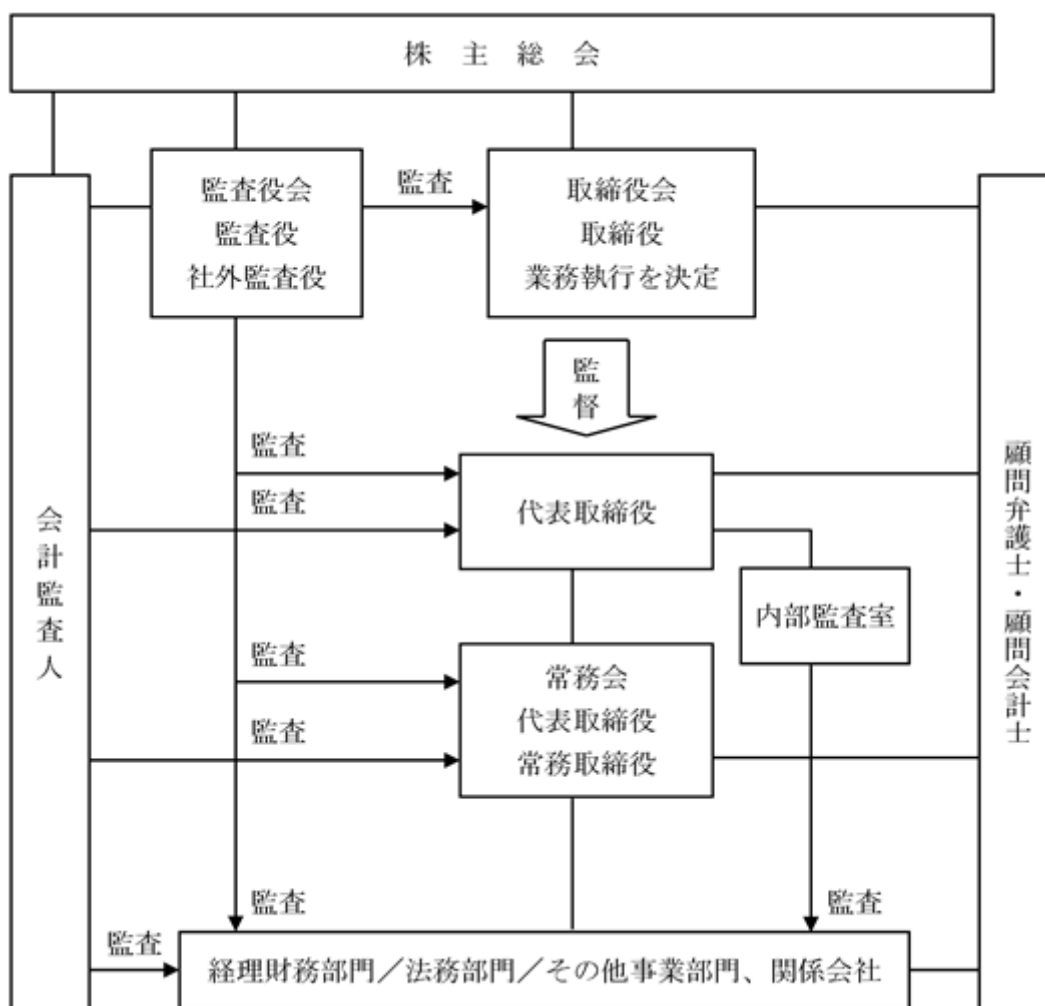 株主総会
監査役会
監査役
社外監査役
監査
取締役会
取締役
業務執行を決定
監督
監査
監査
代表取締役
内部監査室
監査
監査
常務会
代表取締役
常務取締役
会計監査人
顧問弁護士・顧問会計士
監査
監査
監査
経理財務部門／法務部門／その他事業部門、関係会社